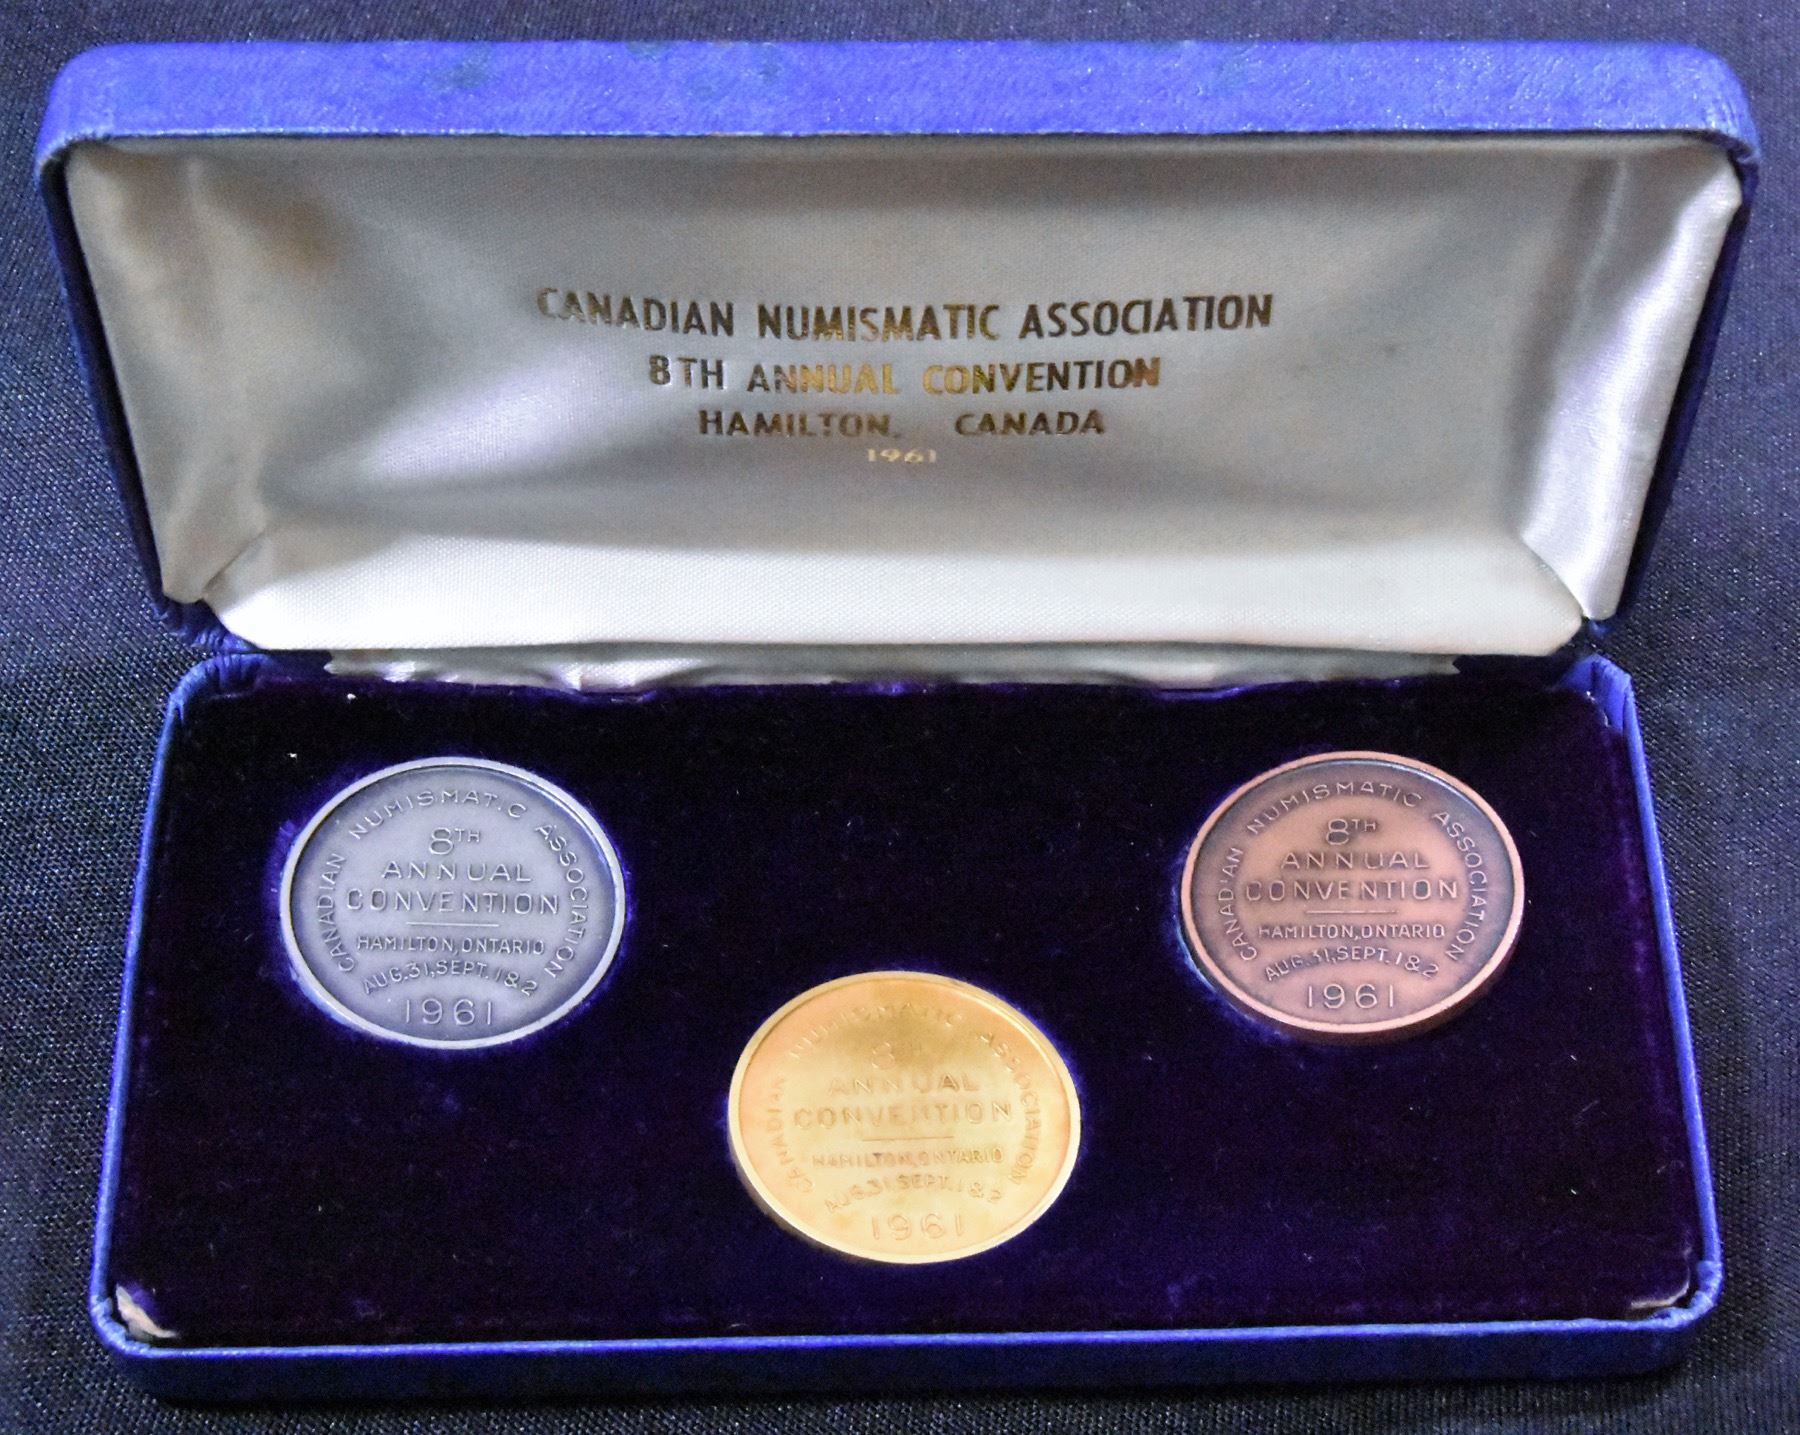 CANADIAN NUMISMATIC ASSOCIATION
8TH ANNUAL CONVENTION
HAMILTON, CANADA
1961
CANADIAN NUMISMATIC ASSOCIATION
8TH
ANNUAL
CONVENTION
HAMILTON, ONTARIO
AUG. 31, SEPT. 1 & 2
1961
CANADIAN NUMISMATIC ASSOCIATION
8TH
ANNUAL
CONVENTION
HAMILTON, ONTARIO
AUG. 31, SEPT. 1 & 2
1961
CANADIAN NUMISMATIC ASSOCIATION
8TH
ANNUAL
CONVENTION
HAMILTON, ONTARIO
AUG. 31, SEPT. 1 & 2
1961